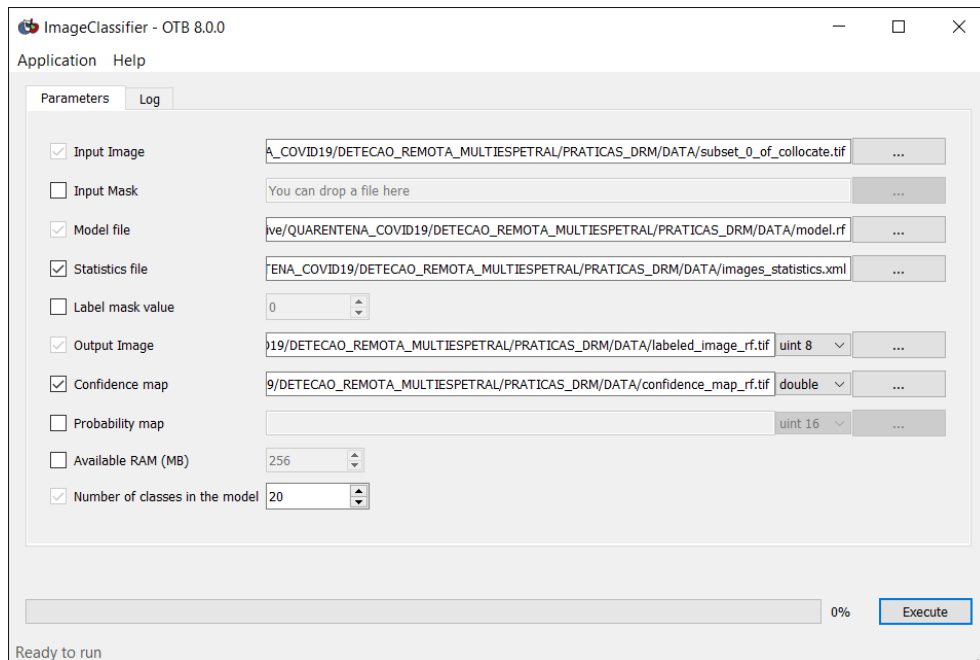 ImageClassifier - OTB 8.0.0
Application Help
Parameters Log
Input Image A_COVID19/DETECAO_REMOTA_MULTIESPETRAL/PRATICAS_DRM/DATA/subset_0_of_collocate.tif ...
Input Mask You can drop a file here ...
Model file ive/QUARENTENA_COVID19/DETECAO_REMOTA_MULTIESPETRAL/PRATICAS_DRM/DATA/model.rf ...
Statistics file TENA_COVID19/DETECAO_REMOTA_MULTIESPETRAL/PRATICAS_DRM/DATA/images_statistics.xml ...
Label mask value 0
Output Image D19/DETECAO_REMOTA_MULTIESPETRAL/PRATICAS_DRM/DATA/labeled_image_rf.tif uint 8 ...
Confidence map 9/DETECAO_REMOTA_MULTIESPETRAL/PRATICAS_DRM/DATA/confidence_map_rf.tif double ...
Probability map uint 16 ...
Available RAM (MB) 256
Number of classes in the model 20
0% Execute
Ready to run